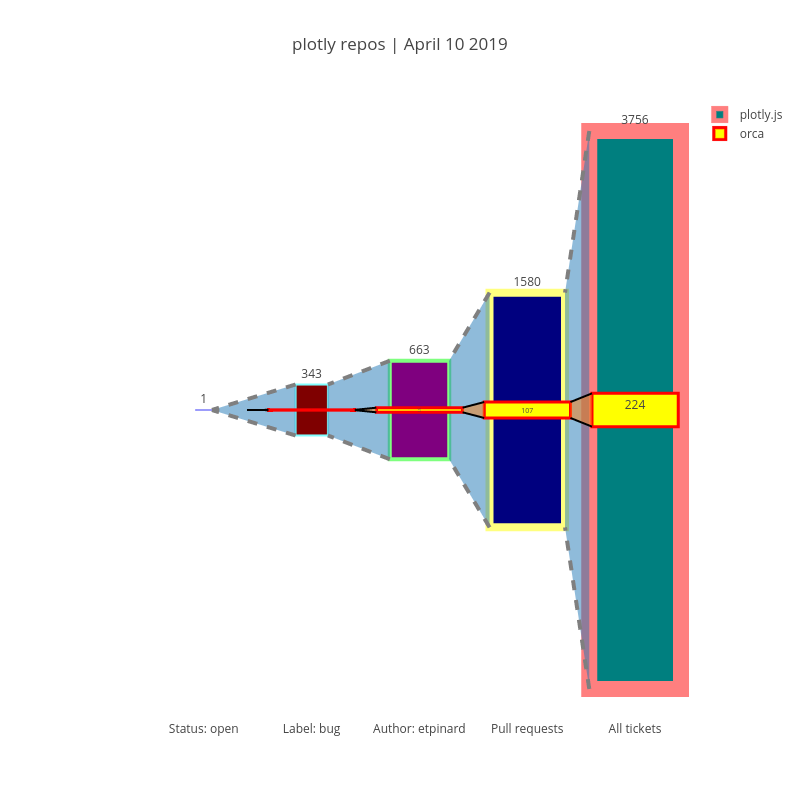 plotly repos | April 10 2019
plotly.js
orca
3756
1580
663
343
1
107
224
Status: open
Label: bug
Author: etpinard
Pull requests
All tickets